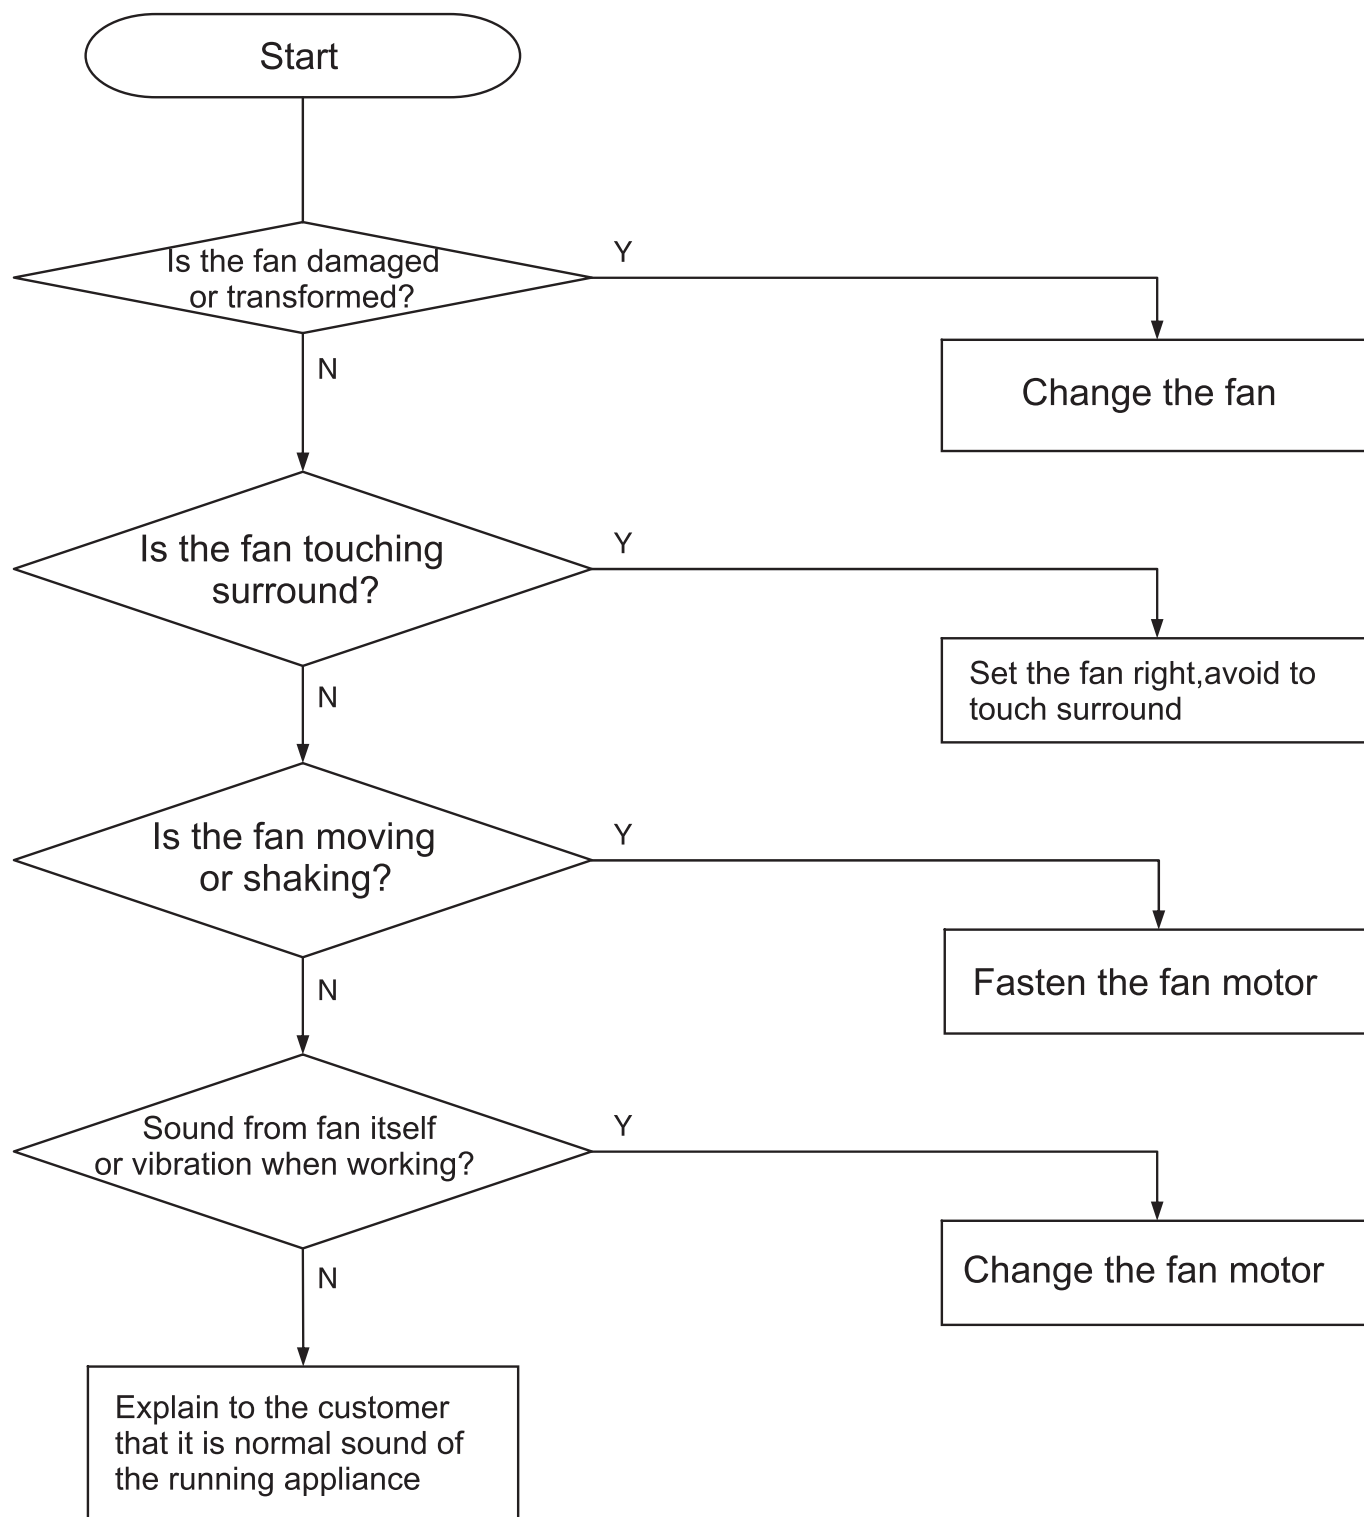 Start
Is the fan damaged
or transformed?
Y
N
Change the fan
Is the fan touching
surround?
Y
N
Set the fan right,avoid to
touch surround
Is the fan moving
or shaking?
Y
N
Fasten the fan motor
Sound from fan itself
or vibration when working?
Y
N
Change the fan motor
Explain to the customer
that it is normal sound of
the running appliance